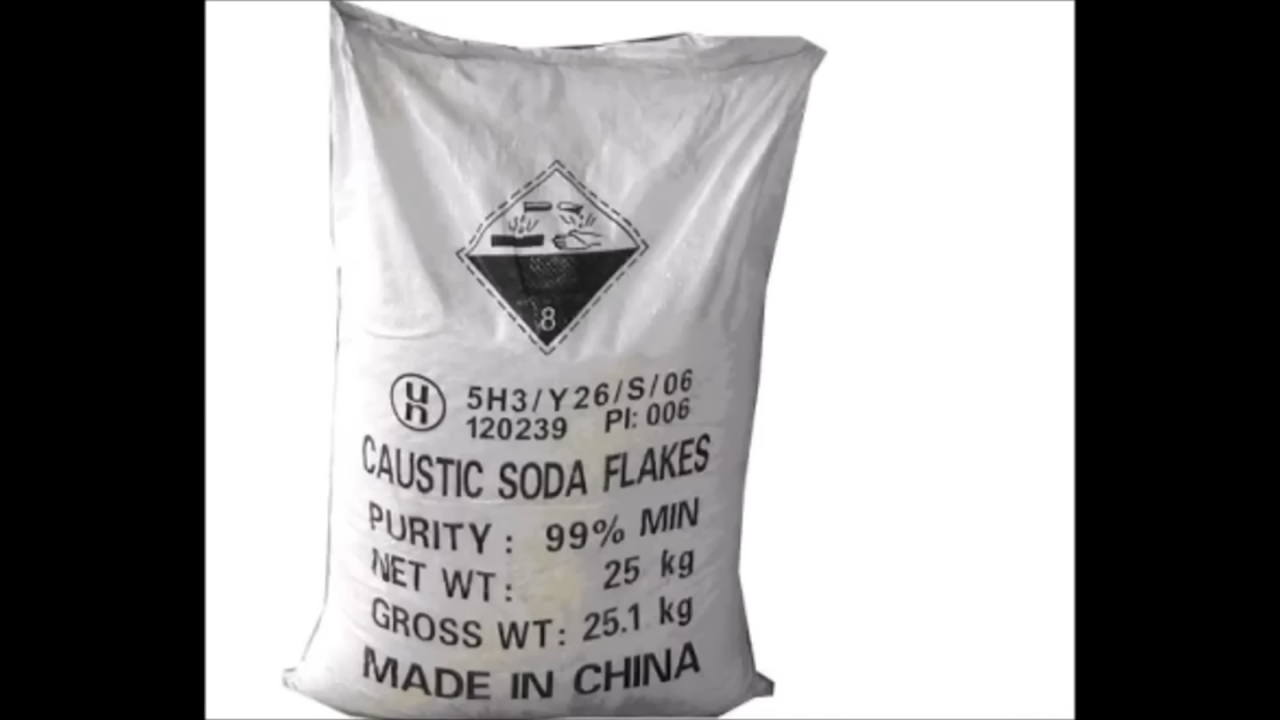 8
un
5H3/Y26/S/06
120239 PI: 006
CAUSTIC SODA FLAKES
PURITY : 99% MIN
NET WT: 25 kg
GROSS WT: 25.1 kg
MADE IN CHINA